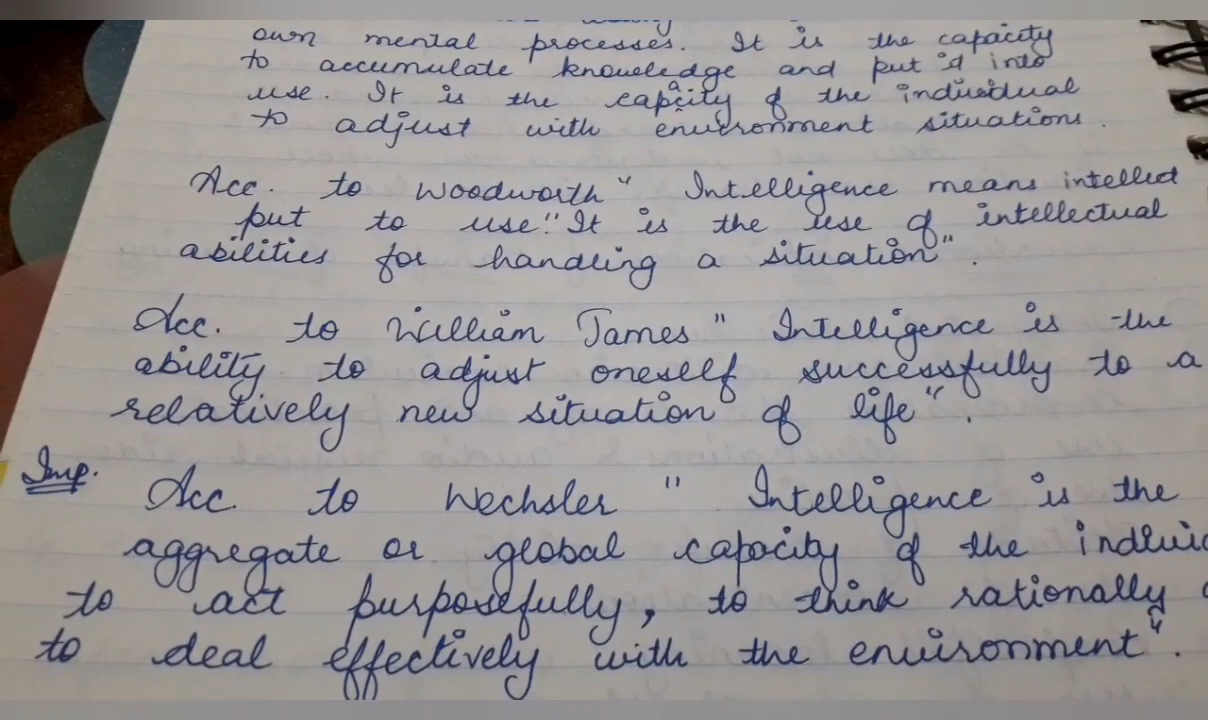 own mental processes. It is the capacity
to accumulate knowledge and put it into
use. It is the capacity of the individual
to adjust with environment situations.
Acc. to Woodworth " Intelligence means intellect
put to use." It is the use of intellectual
abilities for handling a situation".
Acc. to William James " Intelligence is the
ability to adjust oneself successfully to a
relatively new situation of life".
Imp.
Acc. to Wechsler " Intelligence is the
aggregate or global capacity of the
to act purposefully, to think rationally
to deal effectively with the environment".